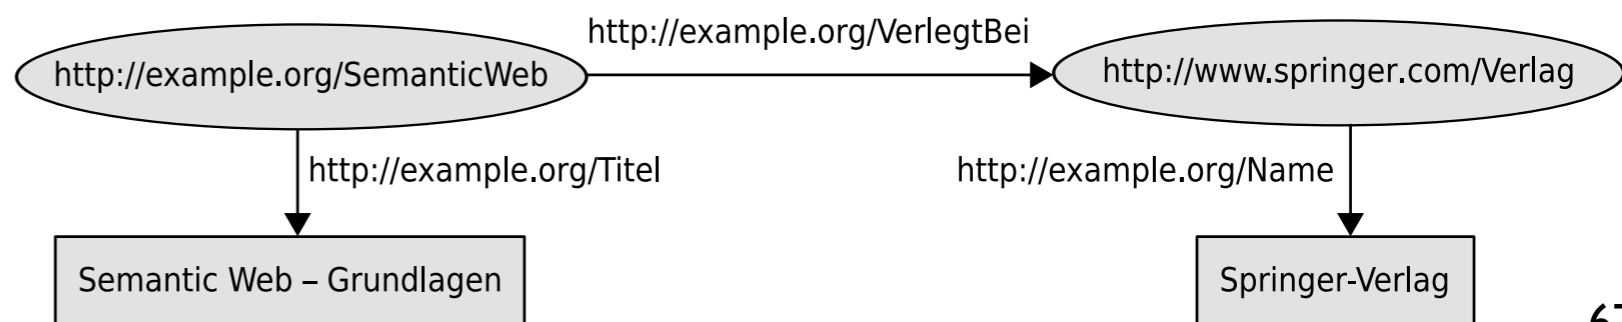 http://example.org/VerlegtBei
http://example.org/SemanticWeb
http://www.springer.com/Verlag
http://example.org/Titel
http://example.org/Name
Semantic Web – Grundlagen
Springer-Verlag